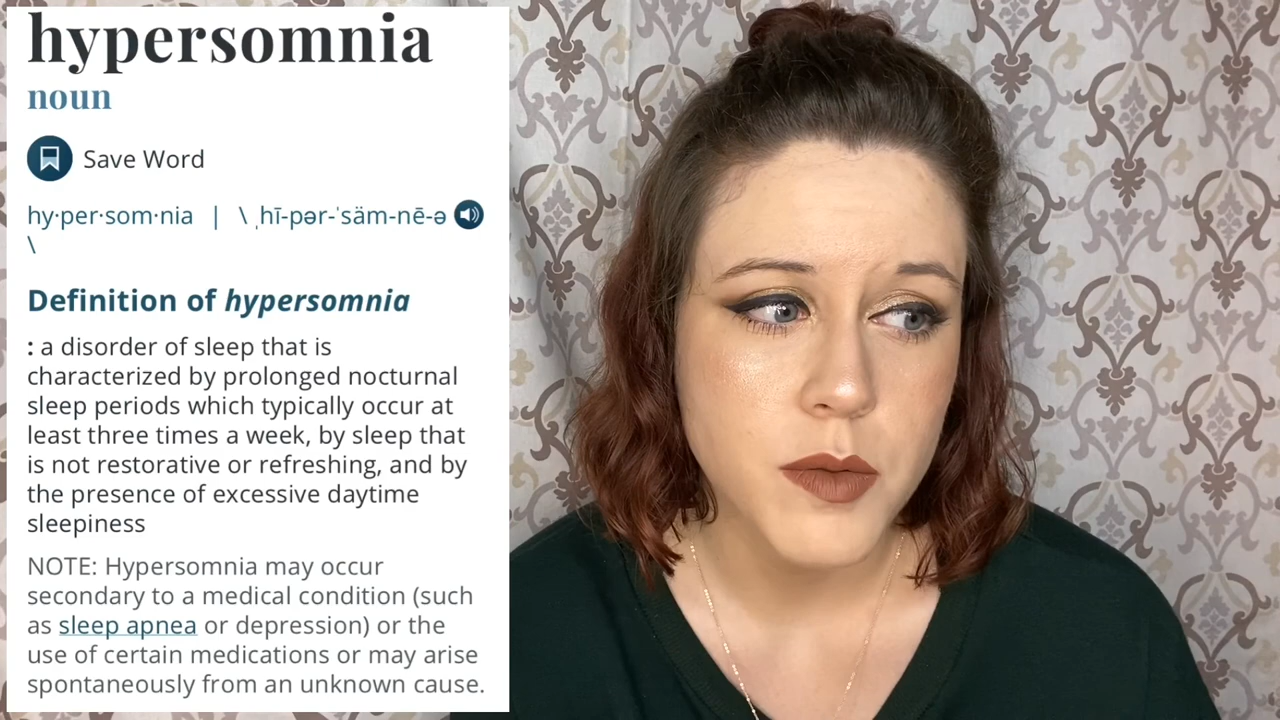 hypersomnia
noun
Save Word
hy·per·som·nia | \ ˌhī-pər-ˈsäm-nē-ə
\
Definition of hypersomnia
: a disorder of sleep that is
characterized by prolonged nocturnal
sleep periods which typically occur at
least three times a week, by sleep that
is not restorative or refreshing, and by
the presence of excessive daytime
sleepiness
NOTE: Hypersomnia may occur
secondary to a medical condition (such
as sleep apnea or depression) or the
use of certain medications or may arise
spontaneously from an unknown cause.